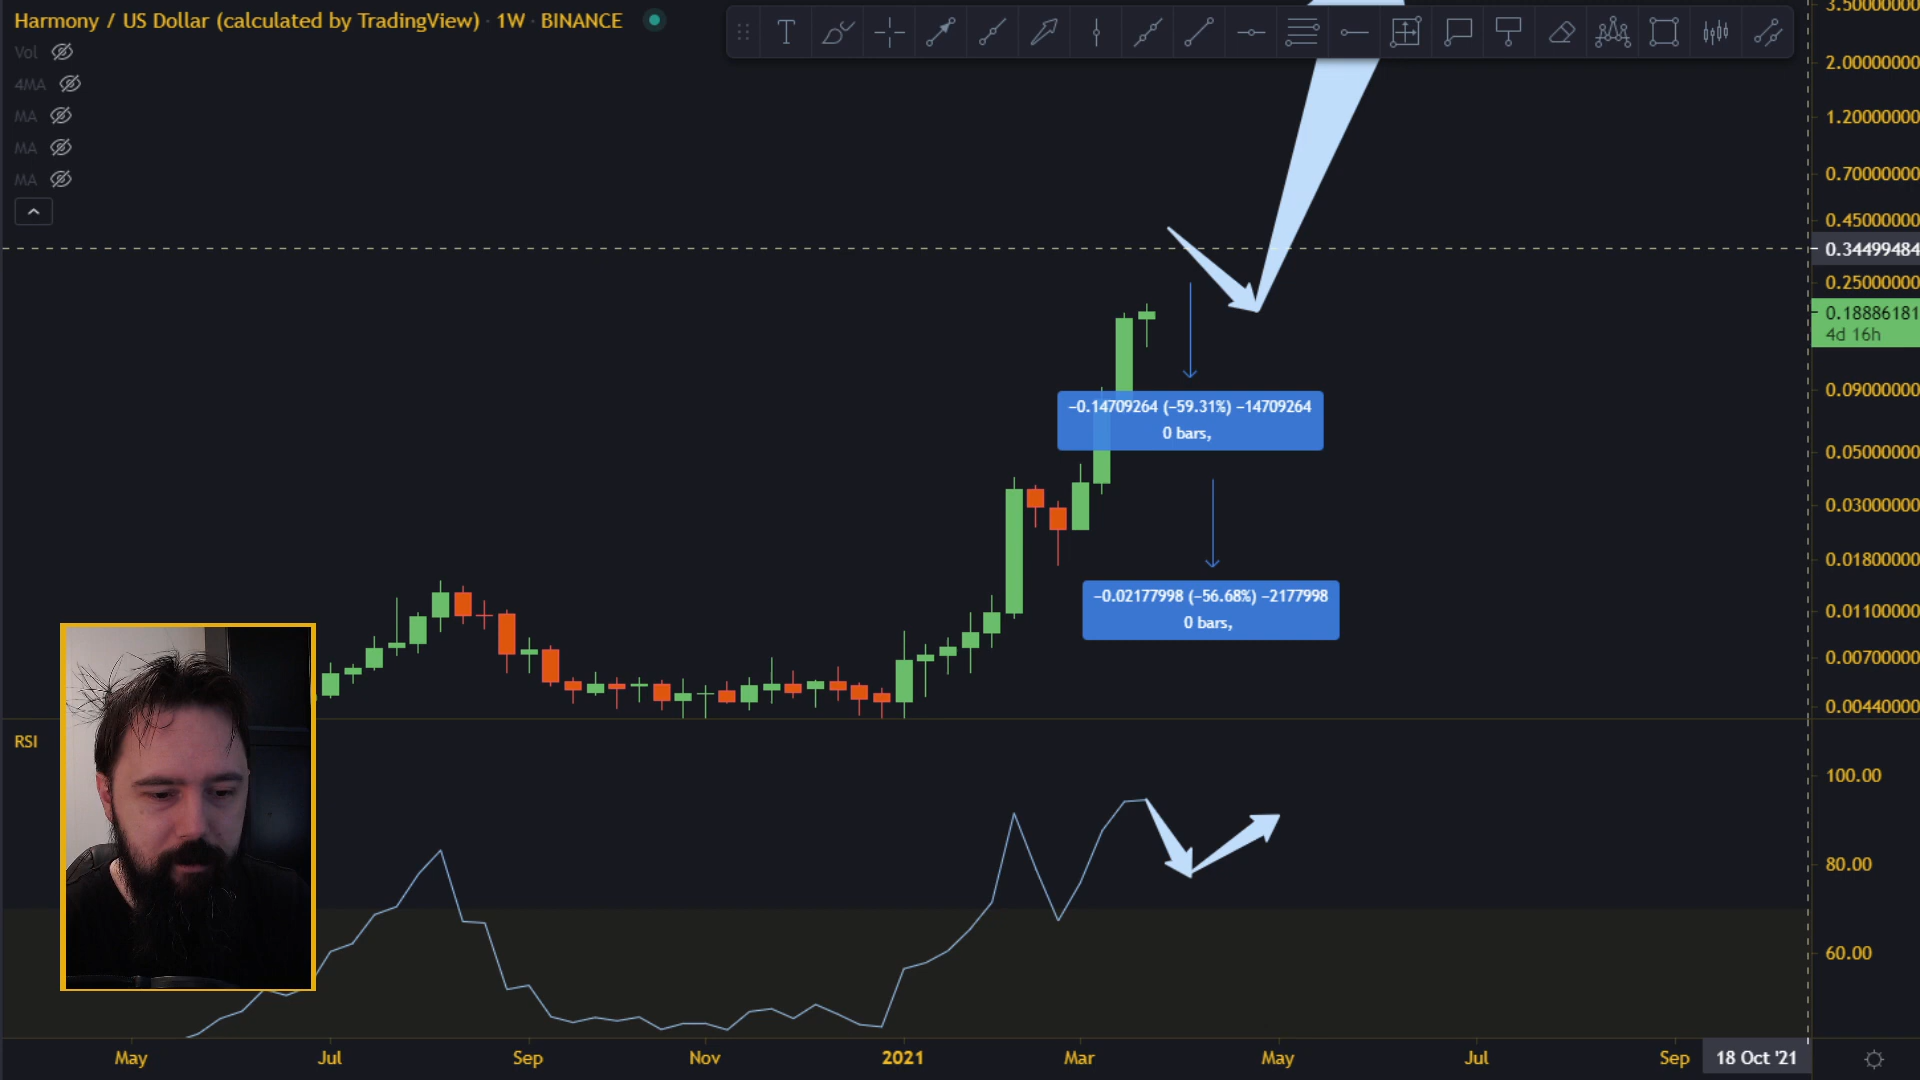 Harmony / US Dollar (calculated by TradingView) · 1W · BINANCE
Vol
4MA
MA
MA
MA
3.50000000
2.00000000
1.20000000
0.70000000
0.45000000
0.34499484
0.25000000
0.18886181
4d 16h
0.09000000
0.05000000
0.03000000
0.01800000
0.01100000
0.00700000
0.00440000
−0.14709264 (−59.31%) −14709264
0 bars,
−0.02177998 (−56.68%) −2177998
0 bars,
RSI
100.00
80.00
60.00
May Jul Sep Nov 2021 Mar May Jul Sep 18 Oct '21